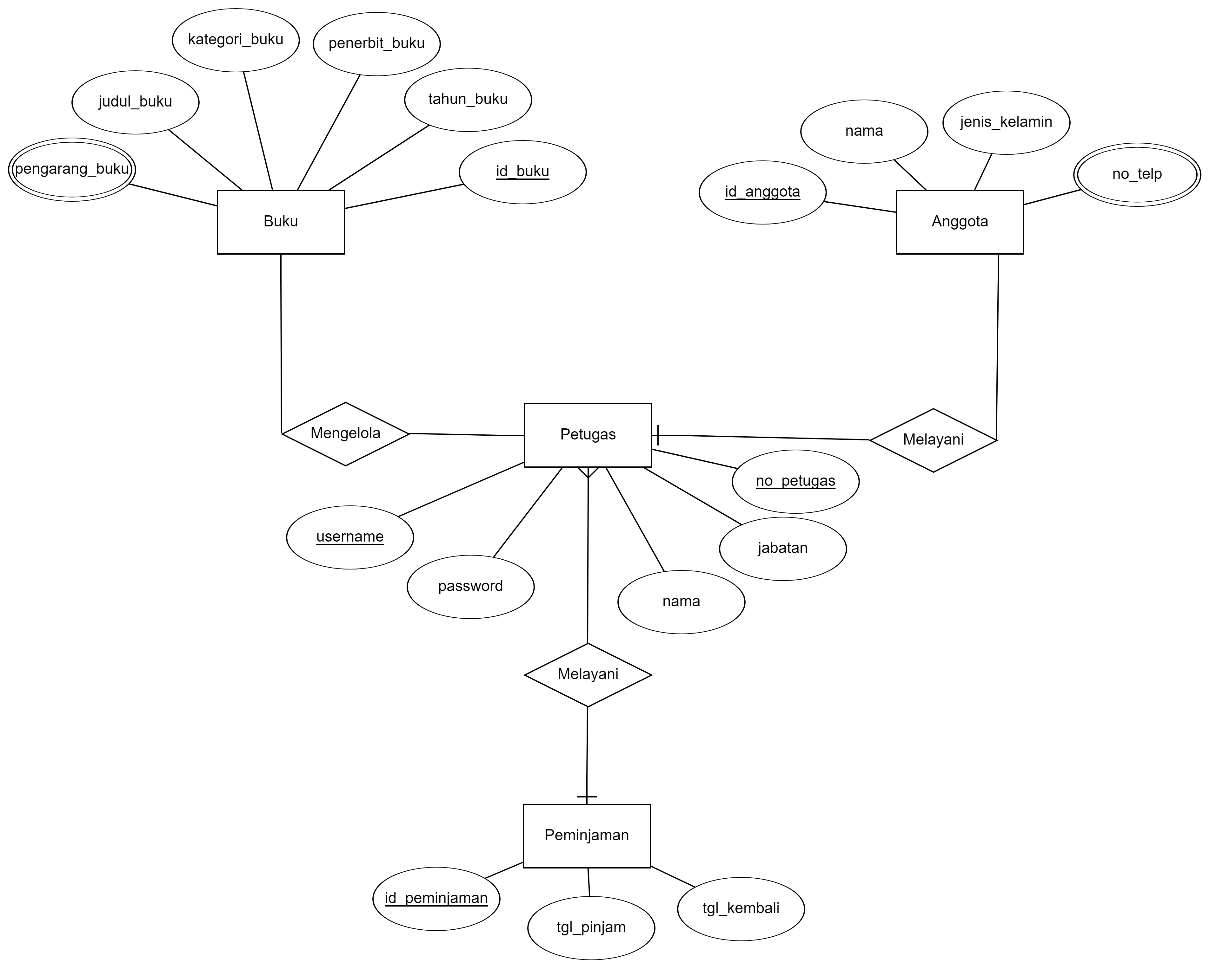 kategori_buku
penerbit_buku
judul_buku
tahun_buku
pengarang_buku
id_buku
Buku
nama
jenis_kelamin
id_anggota
no_telp
Anggota
Mengelola
Petugas
Melayani
username
password
nama
jabatan
no_petugas
Melayani
Peminjaman
id_peminjaman
tgl_pinjam
tgl_kembali